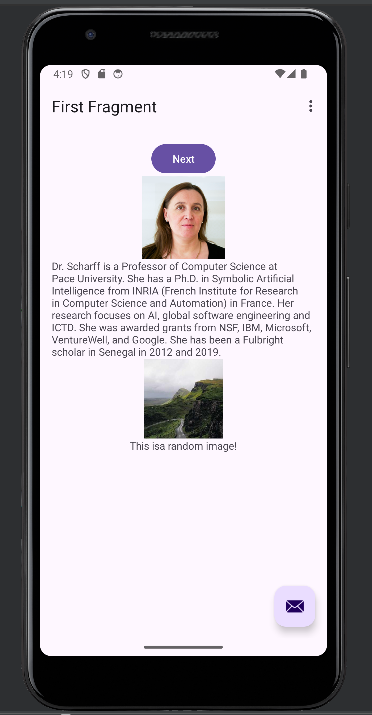 4:19
First Fragment
Next
Dr. Scharff is a Professor of Computer Science at
Pace University. She has a Ph.D. in Symbolic Artificial
Intelligence from INRIA (French Institute for Research
in Computer Science and Automation) in France. Her
research focuses on AI, global software engineering and
ICTD. She was awarded grants from NSF, IBM, Microsoft,
VentureWell, and Google. She has been a Fulbright
scholar in Senegal in 2012 and 2019.
This isa random image!